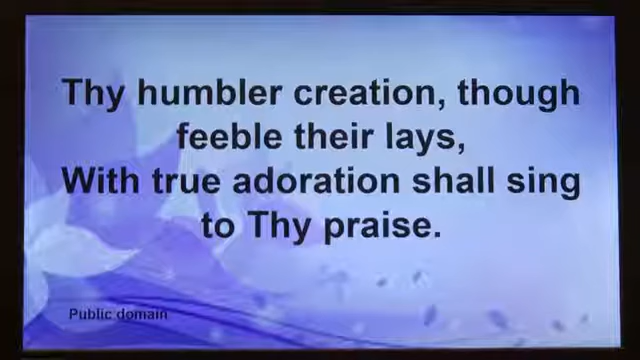 Thy humbler creation, though
feeble their lays,
With true adoration shall sing
to Thy praise.
Public domain